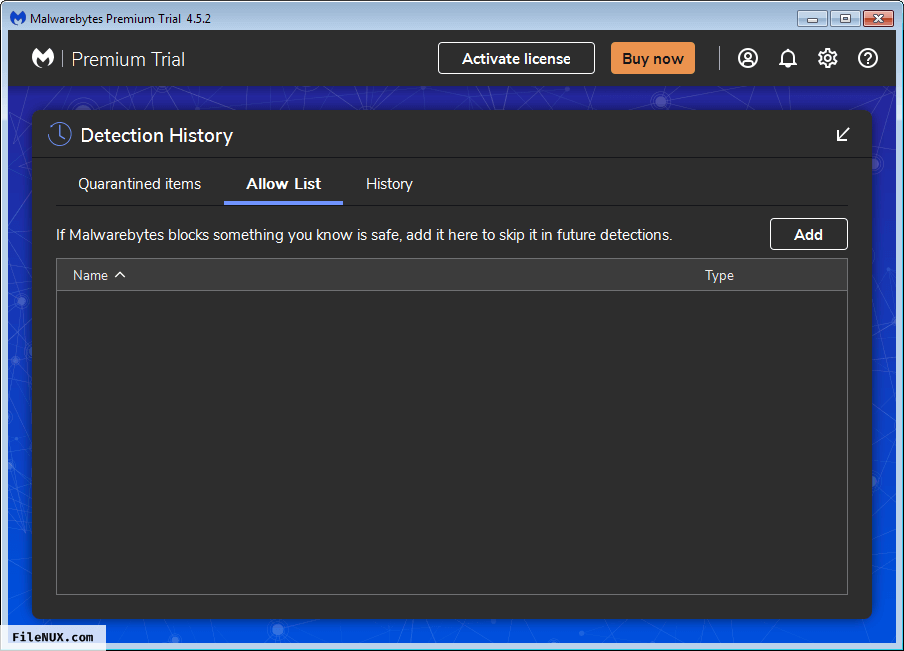 Malwarebytes Premium Trial 4.5.2
Premium Trial
Activate license
Buy now
Detection History
Quarantined items
Allow List
History
If Malwarebytes blocks something you know is safe, add it here to skip it in future detections.
Add
Name
Type
FileNUX.com